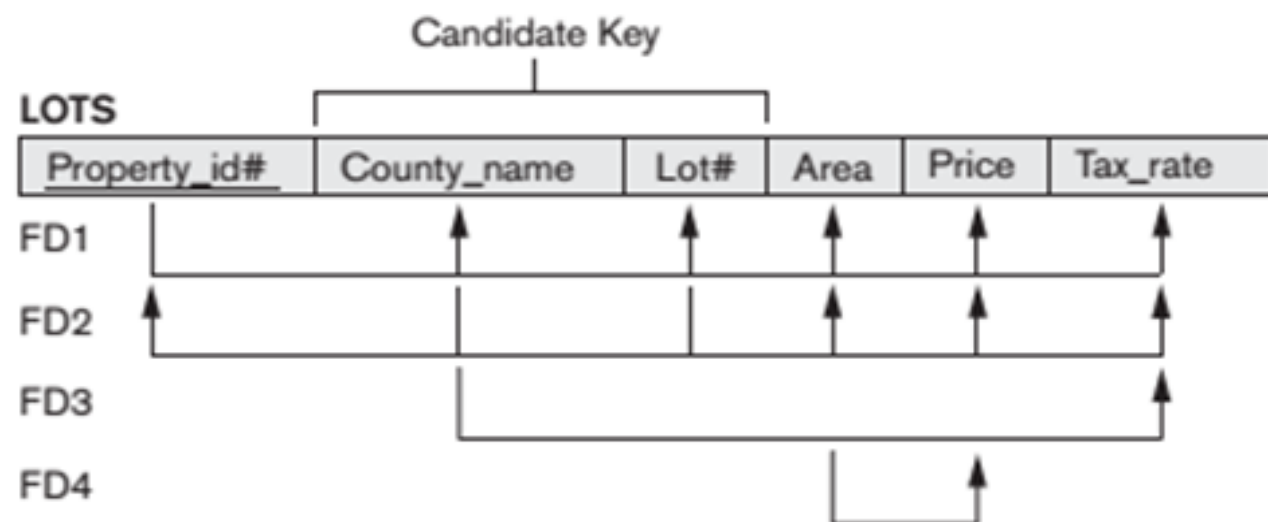 Candidate Key
LOTS
Property_id# County_name Lot# Area Price Tax_rate
FD1
FD2
FD3
FD4